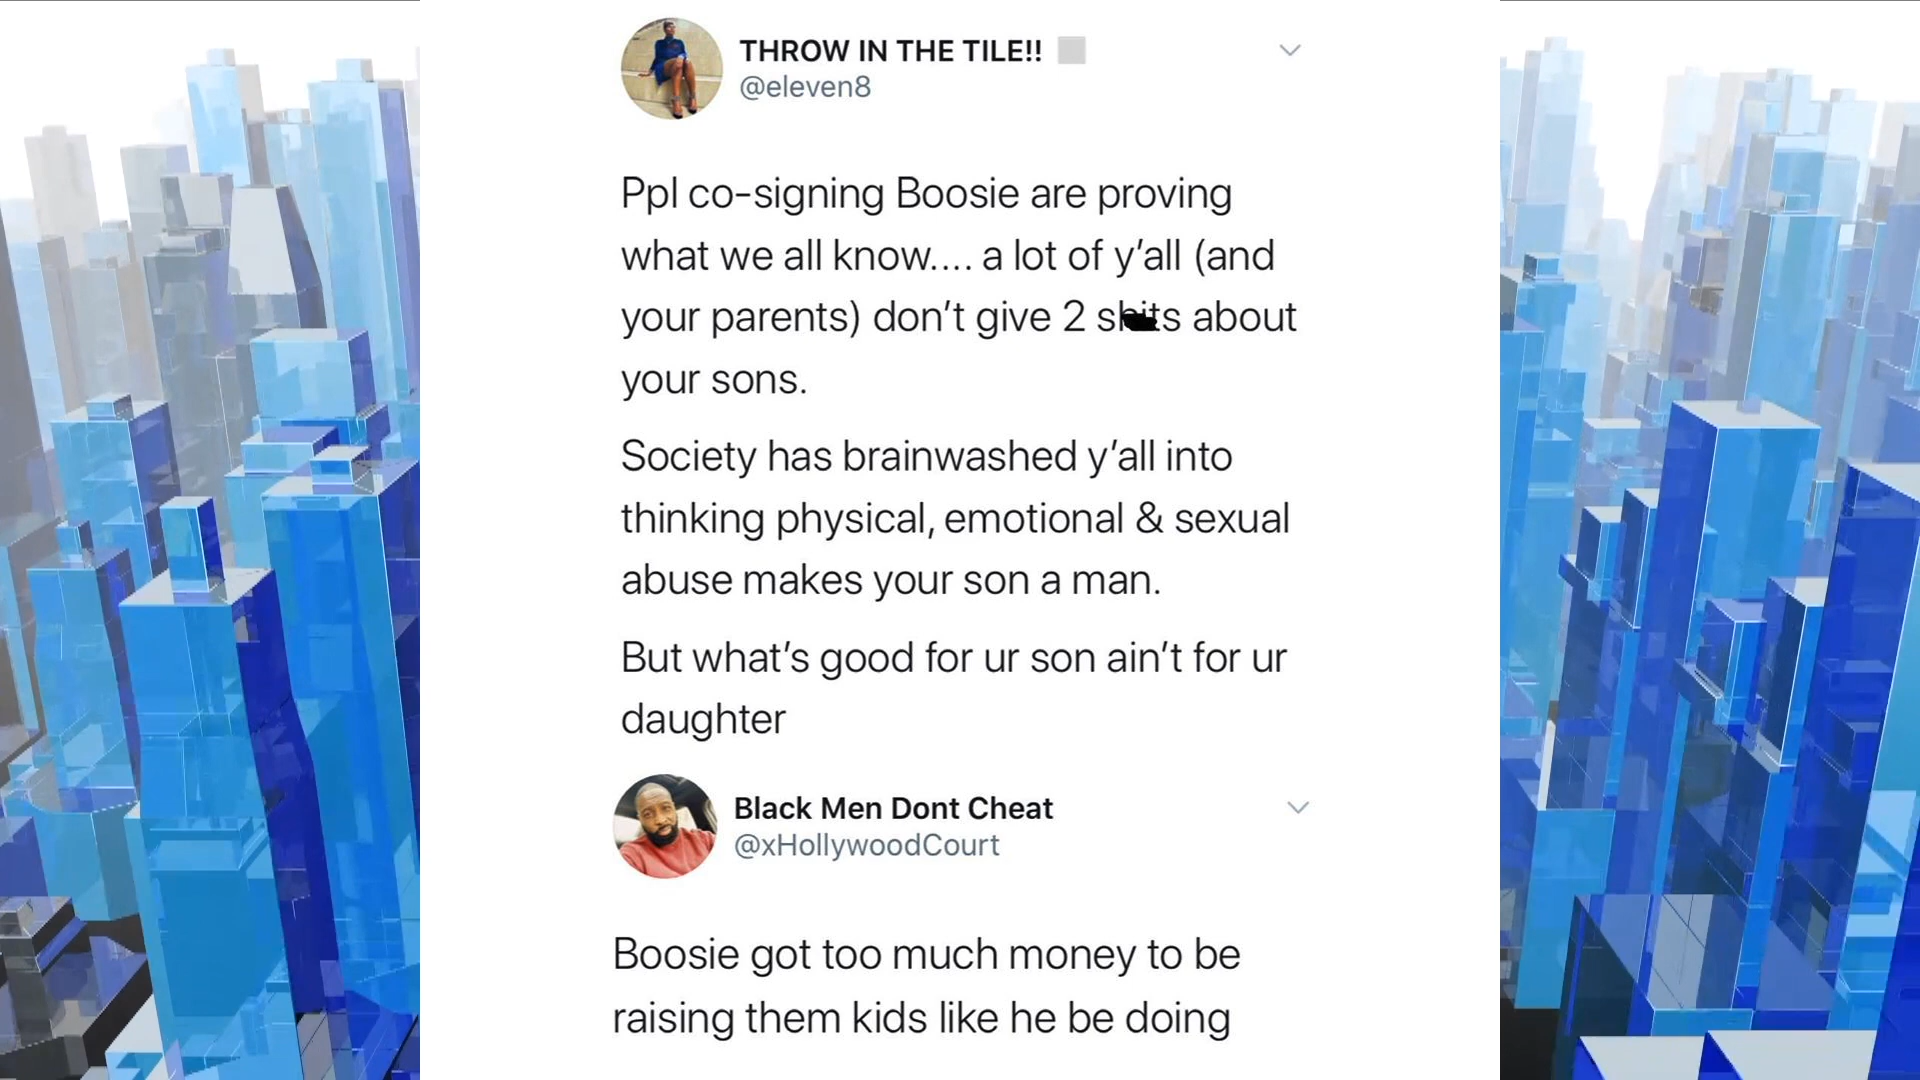 THROW IN THE TILE!!
@eleven8
Ppl co-signing Boosie are proving
what we all know.... a lot of y'all (and
your parents) don't give 2 shits about
your sons.
Society has brainwashed y'all into
thinking physical, emotional & sexual
abuse makes your son a man.
But what's good for ur son ain't for ur
daughter
Black Men Dont Cheat
@xHollywoodCourt
Boosie got too much money to be
raising them kids like he be doing